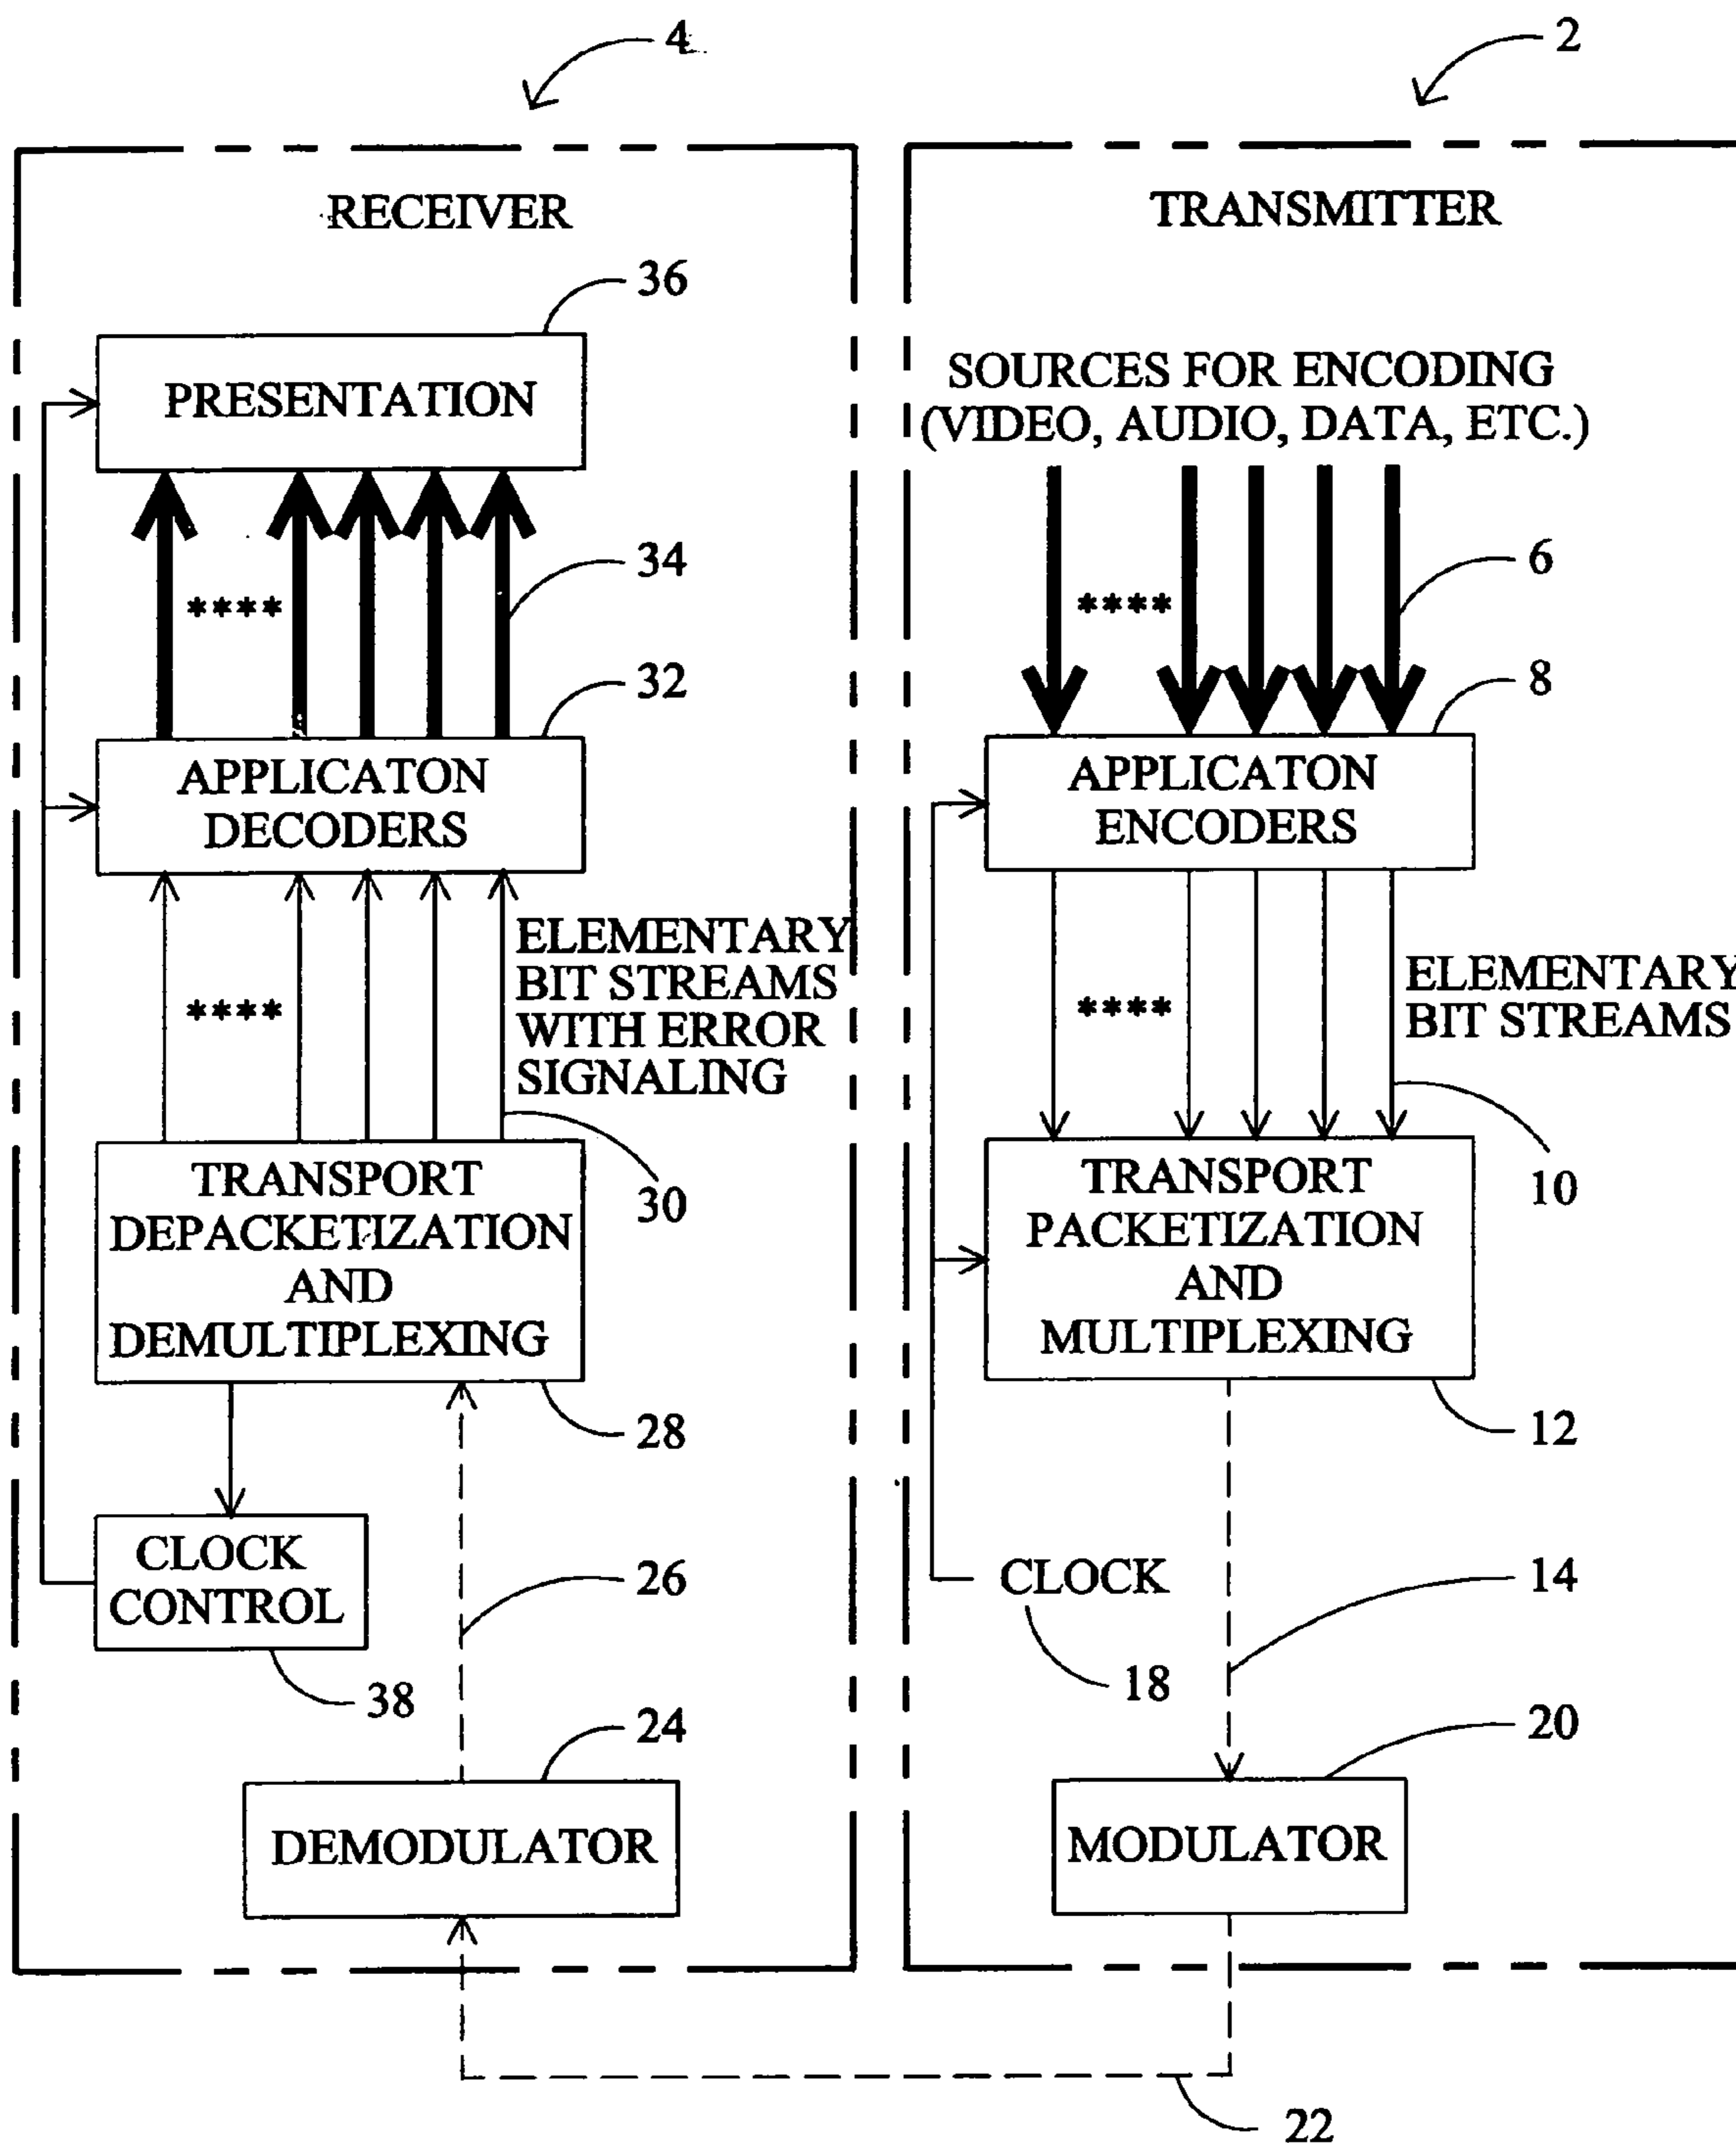 4
2
RECEIVER
TRANSMITTER
36
PRESENTATION
SOURCES FOR ENCODING
(VIDEO, AUDIO, DATA, ETC.)
34
6
****
****
32
8
APPLICATON
DECODERS
APPLICATON
ENCODERS
ELEMENTARY
BIT STREAMS
WITH ERROR
SIGNALING
ELEMENTARY
BIT STREAMS
****
****
30
10
TRANSPORT
DEPACKETIZATION
AND
DEMULTIPLEXING
TRANSPORT
PACKETIZATION
AND
MULTIPLEXING
28
12
CLOCK
CONTROL
26
CLOCK
14
38
18
24
20
DEMODULATOR
MODULATOR
22